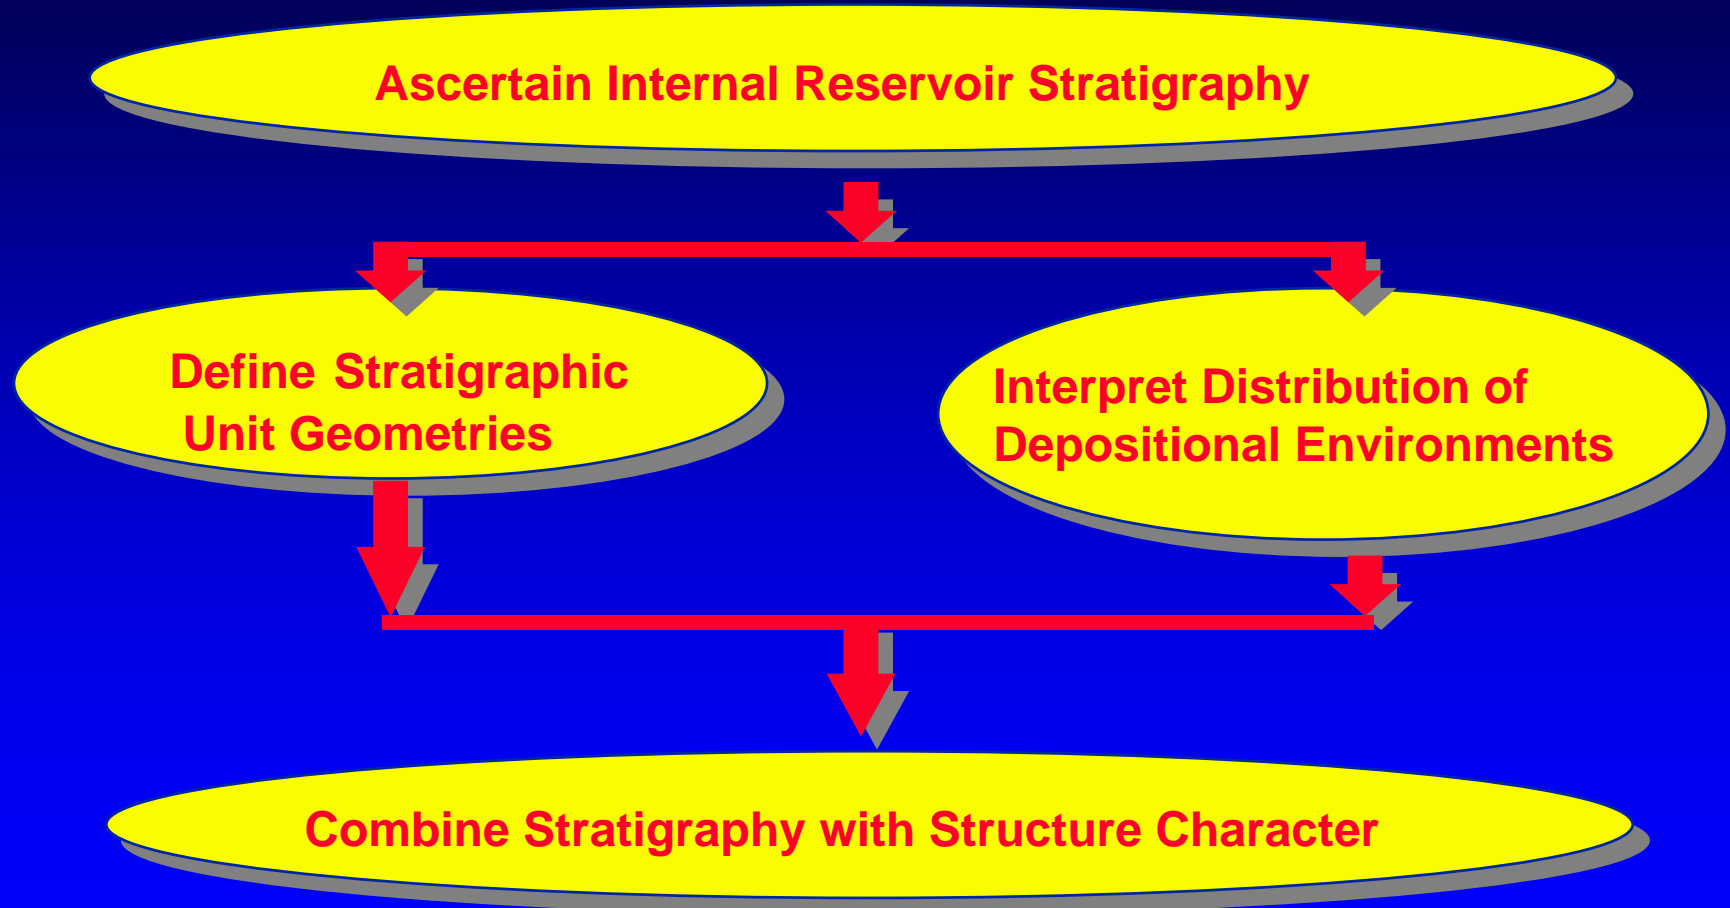 Ascertain Internal Reservoir Stratigraphy
Define Stratigraphic
Unit Geometries
Interpret Distribution of
Depositional Environments
Combine Stratigraphy with Structure Character